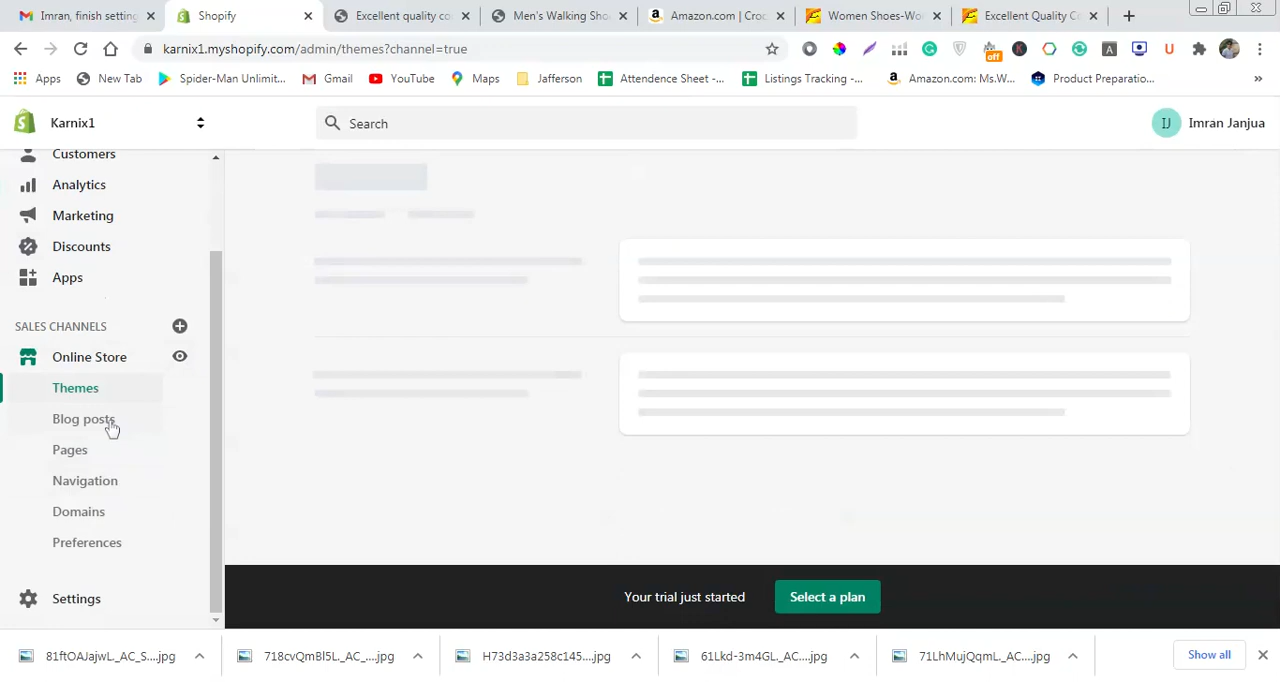 Imran, finish setting
Shopify
Excellent quality co
Men's Walking Sho
Amazon.com | Croc
Women Shoes-Wo
Excellent Quality Cr
karnix1.myshopify.com/admin/themes?channel=true
off
K
A
U
Apps
New Tab
Spider-Man Unlimit...
Gmail
YouTube
Maps
Jafferson
Attendence Sheet -...
Listings Tracking -...
Amazon.com: Ms.W...
Product Preparatio...
»
Karnix1
Search
IJ
Imran Janjua
Customers
Analytics
Marketing
Discounts
Apps
SALES CHANNELS
Online Store
Themes
Blog posts
Pages
Navigation
Domains
Preferences
Settings
Your trial just started
Select a plan
81ftOAJajwL._AC_S....jpg
718cvQmBl5L._AC_....jpg
H73d3a3a258c145....jpg
61Lkd-3m4GL._AC....jpg
71LhMujQqmL._AC....jpg
Show all